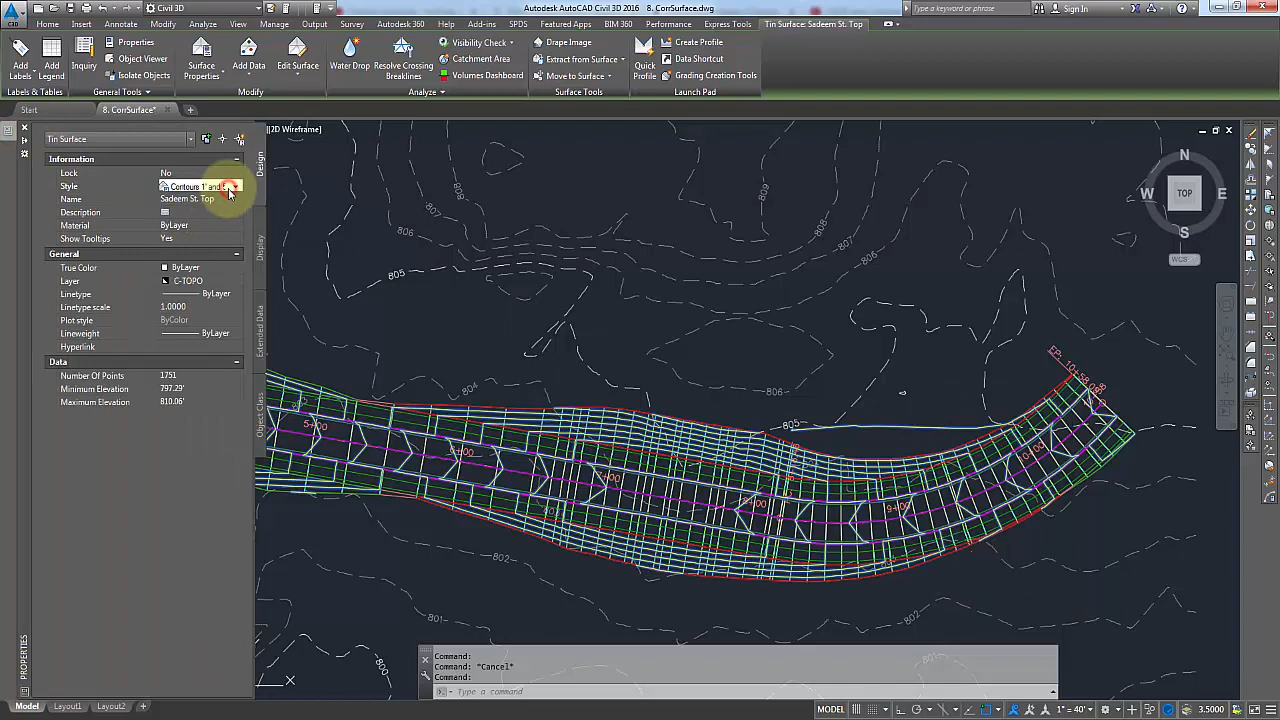 Civil 3D
Autodesk AutoCAD Civil 3D 2016 8. CorrSurface.dwg
Type a keyword or phrase
Sign In
Home Insert Annotate Modify Analyze View Manage Output Survey Autodesk 360 Help Add-ins SPDS Featured Apps BIM 360 Performance Express Tools Tin Surface: Sadeem St. Top
Add Labels
Add Legend
Inquiry
Properties
Object Viewer
Isolate Objects
Surface Properties
Add Data
Edit Surface
Water Drop
Resolve Crossing Breaklines
Visibility Check
Catchment Area
Volumes Dashboard
Drape Image
Extract from Surface
Move to Surface
Quick Profile
Create Profile
Data Shortcut
Grading Creation Tools
Labels & Tables General Tools Modify Analyze Surface Tools Launch Pad
Start 8. CorrSurface*
Tin Surface
[2D Wireframe]
Information
Lock No
Style Contours 1' and
Name Sadeem St. Top
Description
Material ByLayer
Show Tooltips Yes
General
True Color ByLayer
Layer C-TOPO
Linetype ByLayer
Linetype scale 1.0000
Plot style ByColor
Lineweight ByLayer
Hyperlink
Data
Number Of Points 1751
Minimum Elevation 797.29'
Maximum Elevation 810.06'
Design
Display
Extended Data
Object Class
PROPERTIES
N
W TOP E
S
WCS
809
808
807
806
808
807
806
805
806
804
805
5+00
9+00
802
801
802
800
Command:
Command: *Cancel*
Command:
Type a command
Model Layout1 Layout2
MODEL 1" = 40' 3.5000